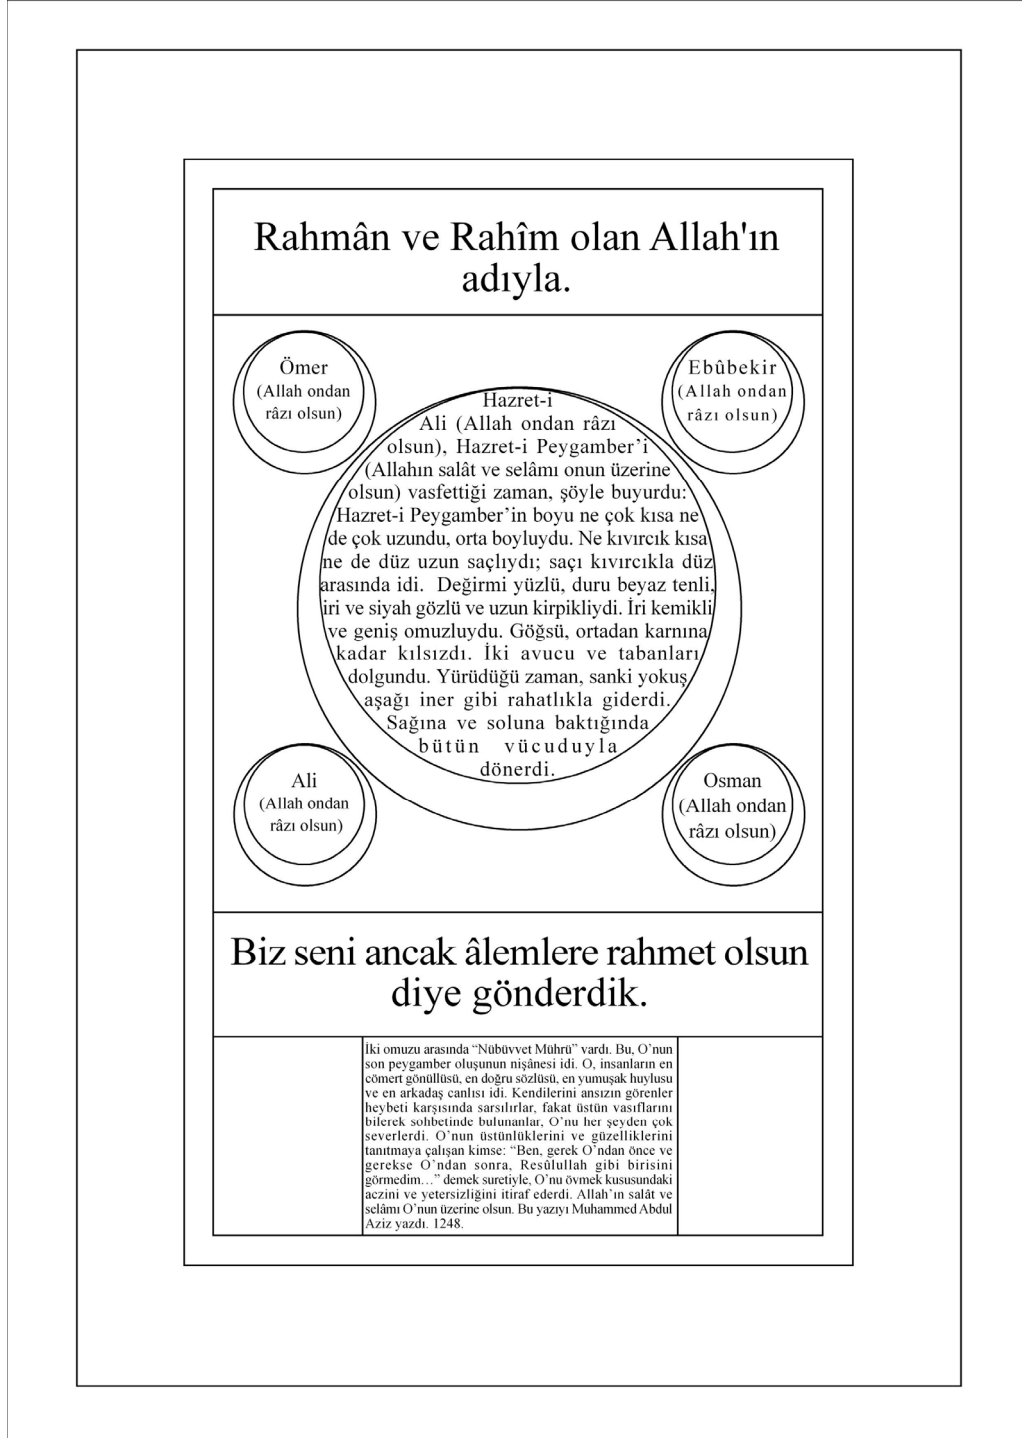 Rahmân ve Rahîm olan Allah'ın
adıyla.
Ömer
(Allah ondan
râzı olsun)
Ebûbekir
(Allah ondan
râzı olsun)
Hazret-i
Ali (Allah ondan râzı
olsun), Hazret-i Peygamber’i
(Allahın salât ve selâmı onun üzerine
olsun) vasfettiği zaman, şöyle buyurdu:
Hazret-i Peygamber’in boyu ne çok kısa ne
de çok uzundu, orta boyluydu. Ne kıvırcık kısa
ne de düz uzun saçlıydı; saçı kıvırcıkla düz
arasında idi. Değirmi yüzlü, duru beyaz tenli,
iri ve siyah gözlü ve uzun kirpikliydi. İri kemikli
ve geniş omuzluydu. Göğsü, ortadan karnına
kadar kılsızdı. İki avucu ve tabanları
dolgundu. Yürüdüğü zaman, sanki yokuş
aşağı iner gibi rahatlıkla giderdi.
Sağına ve soluna baktığında
bütün vücuduyla
dönerdi.
Ali
(Allah ondan
râzı olsun)
Osman
(Allah ondan
râzı olsun)
Biz seni ancak âlemlere rahmet olsun
diye gönderdik.
İki omuzu arasında “Nübüvvet Mührü” vardı. Bu, O’nun
son peygamber oluşunun nişânesi idi. O, insanların en
cömert gönüllüsü, en doğru sözlüsü, en yumuşak huylusu
ve en arkadaş canlısı idi. Kendilerini ansızın görenler
heybeti karşısında sarsılırlar, fakat üstün vasıflarını
bilerek sohbetinde bulunanlar, O’nu her şeyden çok
severlerdi. O’nun üstünlüklerini ve güzelliklerini
tanıtmaya çalışan kimse: “Ben, gerek O’ndan önce ve
gerekse O’ndan sonra, Resûlullah gibi birisini
görmedim…” demek suretiyle, O’nu övmek kususundaki
aczini ve yetersizliğini itiraf ederdi. Allah’ın salât ve
selâmı O’nun üzerine olsun. Bu yazıyı Muhammed Abdul
Aziz yazdı. 1248.